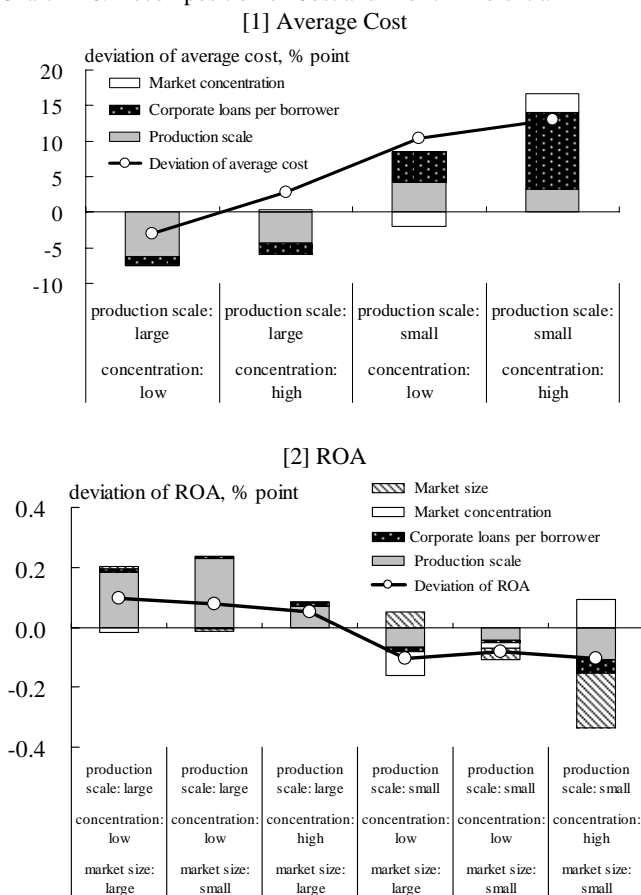 [1] Average Cost
deviation of average cost, % point
20
15
10
5
0
-5
-10
Market concentration
Corporate loans per borrower
Production scale
Deviation of average cost
production scale: large
production scale: large
production scale: small
production scale: small
concentration: low
concentration: high
concentration: low
concentration: high
[2] ROA
deviation of ROA, % point
0.4
0.2
0.0
-0.2
-0.4
Market size
Market concentration
Corporate loans per borrower
Production scale
Deviation of ROA
production scale: large
production scale: large
production scale: large
production scale: small
production scale: small
production scale: small
concentration: low
concentration: low
concentration: high
concentration: low
concentration: low
concentration: high
market size: large
market size: small
market size: large
market size: large
market size: small
market size: small